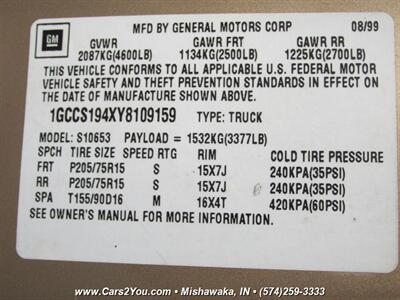 GM
MFD BY GENERAL MOTORS CORP 08/99
GVWR GAWR FRT GAWR RR
2087KG(4600LB) 1134KG(2500LB) 1225KG(2700LB)
THIS VEHICLE CONFORMS TO ALL APPLICABLE U.S. FEDERAL MOTOR
VEHICLE SAFETY AND THEFT PREVENTION STANDARDS IN EFFECT ON
THE DATE OF MANUFACTURE SHOWN ABOVE.
1GCCS194XY8109159 TYPE: TRUCK
MODEL: S10653 PAYLOAD = 1532KG(3377LB)
SPCH TIRE SIZE SPEED RTG RIM COLD TIRE PRESSURE
FRT P205/75R15 S 15X7J 240KPA(35PSI)
RR P205/75R15 S 15X7J 240KPA(35PSI)
SPA T155/90D16 M 16X4T 420KPA(60PSI)
SEE OWNER'S MANUAL FOR MORE INFORMATION.
www.Cars2You.com - Mishawaka, IN - (574)259-3333